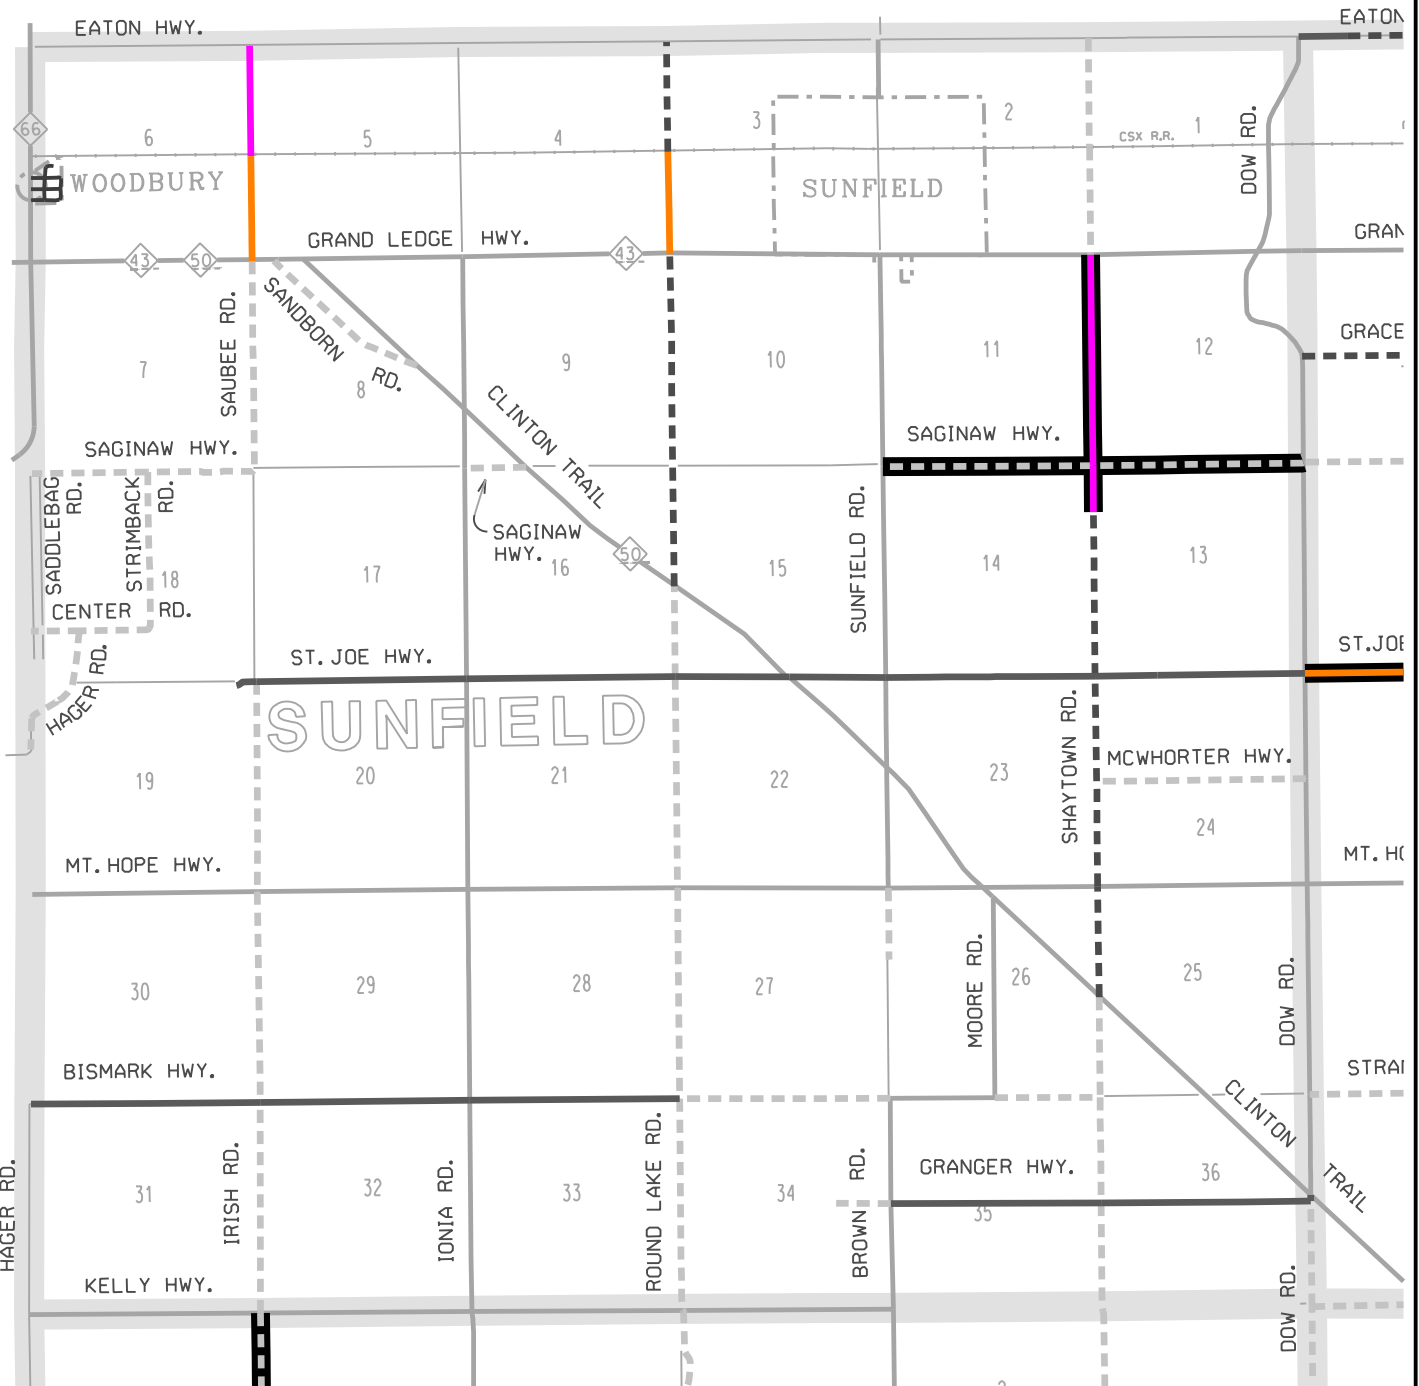 EATON HWY.
EATON
66
6
5
4
3
2
1
CSX R.R.
DOW RD.
WOODBURY
SUNFIELD
GRAND LEDGE HWY.
GRAN
43
50
43
SAUBEE RD.
SANDBORN RD.
7
8
9
10
11
12
GRACE
CLINTON TRAIL
SAGINAW HWY.
SAGINAW HWY.
SADDLEBAG RD.
STRIMBACK RD.
SAGINAW
HWY.
50
SUNFIELD RD.
18
17
16
15
14
13
CENTER RD.
HAGER RD.
ST. JOE HWY.
ST.JOE
SUNFIELD
SHAYTOWN RD.
MCWHORTER HWY.
19
20
21
22
23
24
MT. HOPE HWY.
MT. HO
MOORE RD.
DOW RD.
30
29
28
27
26
25
BISMARK HWY.
STRAN
CLINTON TRAIL
HAGER RD.
IRISH RD.
IONIA RD.
ROUND LAKE RD.
BROWN RD.
GRANGER HWY.
31
32
33
34
35
36
KELLY HWY.
DOW RD.